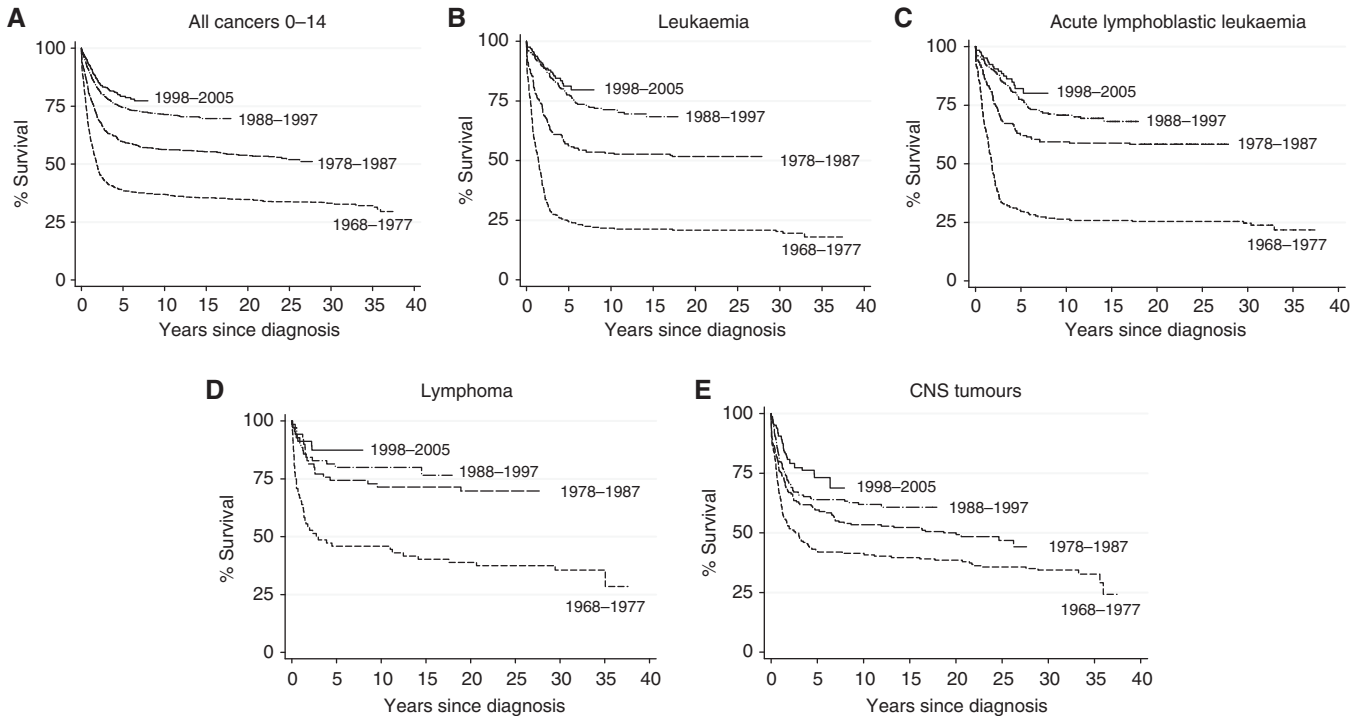 A
All cancers 0–14
% Survival
100
75
50
25
0
1998–2005
1988–1997
1978–1987
1968–1977
0 5 10 15 20 25 30 35 40
Years since diagnosis
B
Leukaemia
% Survival
100
75
50
25
0
1998–2005
1988–1997
1978–1987
1968–1977
0 5 10 15 20 25 30 35 40
Years since diagnosis
C
Acute lymphoblastic leukaemia
% Survival
100
75
50
25
0
1998–2005
1988–1997
1978–1987
1968–1977
0 5 10 15 20 25 30 35 40
Years since diagnosis
D
Lymphoma
% Survival
100
75
50
25
0
1998–2005
1988–1997
1978–1987
1968–1977
0 5 10 15 20 25 30 35 40
Years since diagnosis
E
CNS tumours
% Survival
100
75
50
25
0
1998–2005
1988–1997
1978–1987
1968–1977
0 5 10 15 20 25 30 35 40
Years since diagnosis